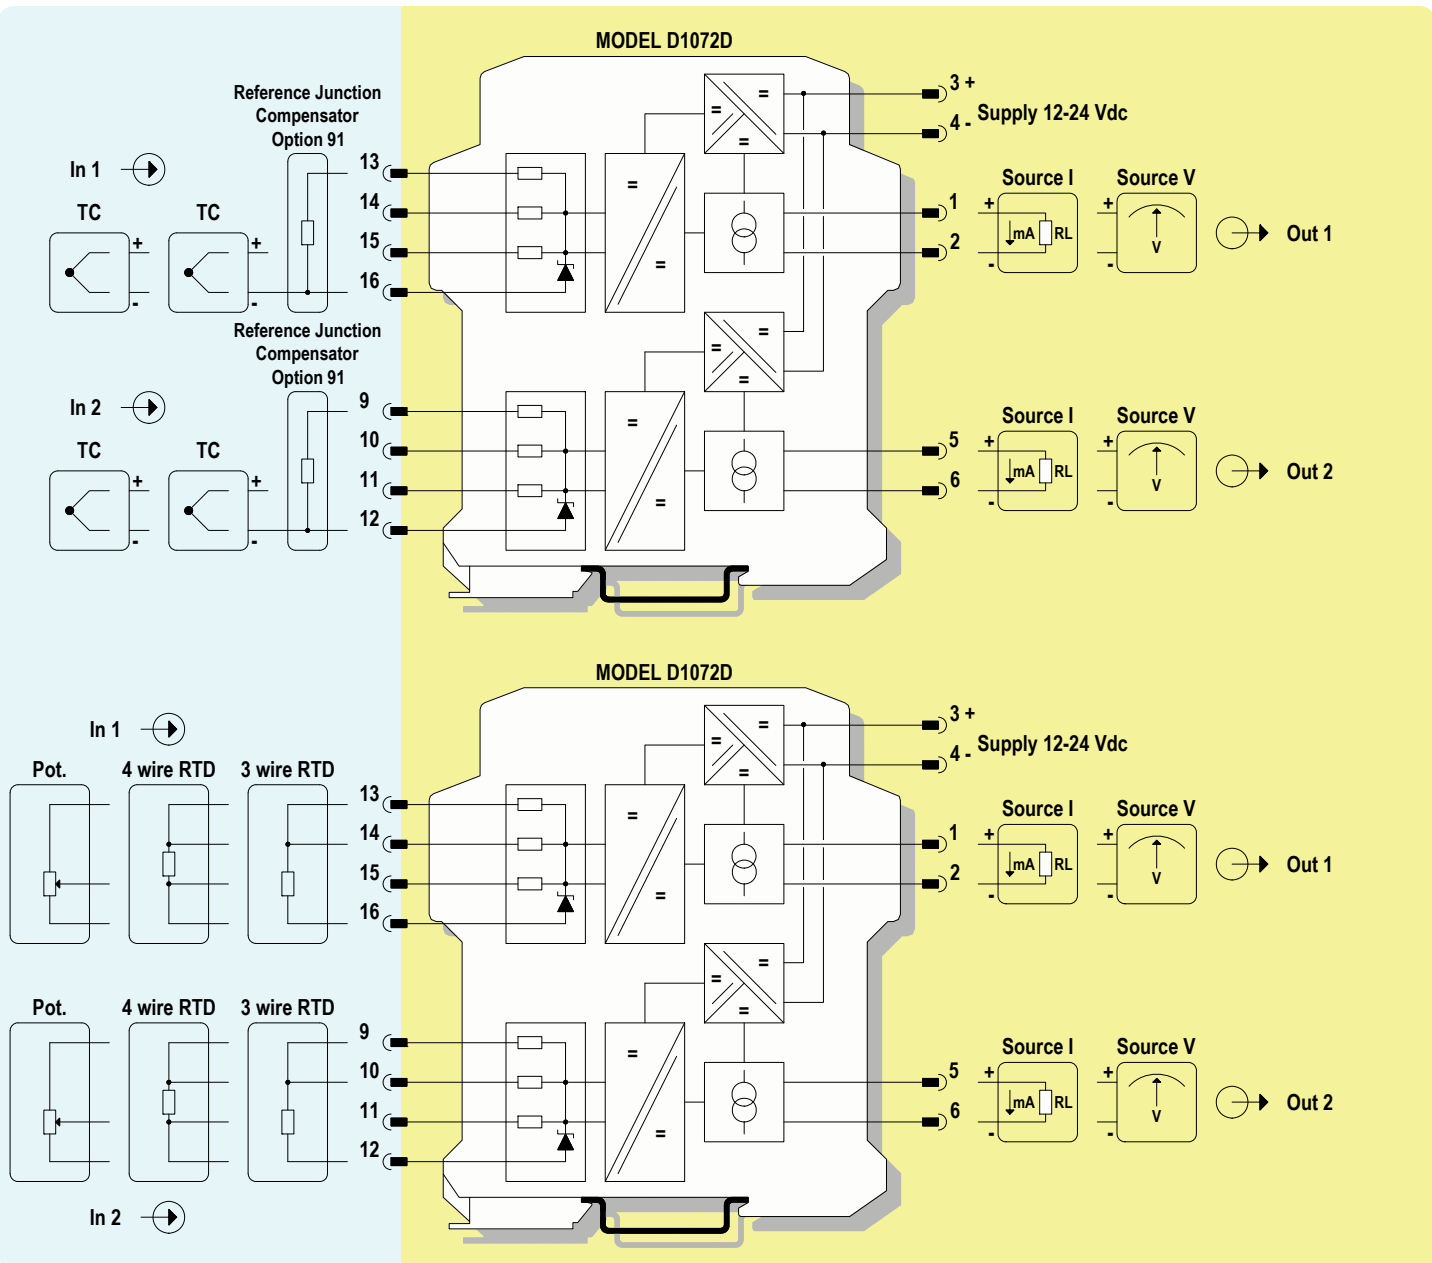 MODEL D1072D
Reference Junction
Compensator
Option 91
In 1
TC
TC
+
-
+
-
13
14
15
16
=
=
=
=
=
3 +
4 -
Supply 12-24 Vdc
1
2
Source I
+
-
mA
RL
Source V
+
-
V
Out 1
Reference Junction
Compensator
Option 91
In 2
TC
TC
+
-
+
-
9
10
11
12
=
=
=
=
=
5
6
Source I
+
-
mA
RL
Source V
+
-
V
Out 2
MODEL D1072D
In 1
Pot.
4 wire RTD
3 wire RTD
13
14
15
16
=
=
=
=
=
3 +
4 -
Supply 12-24 Vdc
1
2
Source I
+
-
mA
RL
Source V
+
-
V
Out 1
Pot.
4 wire RTD
3 wire RTD
9
10
11
12
=
=
=
=
=
5
6
Source I
+
-
mA
RL
Source V
+
-
V
Out 2
In 2